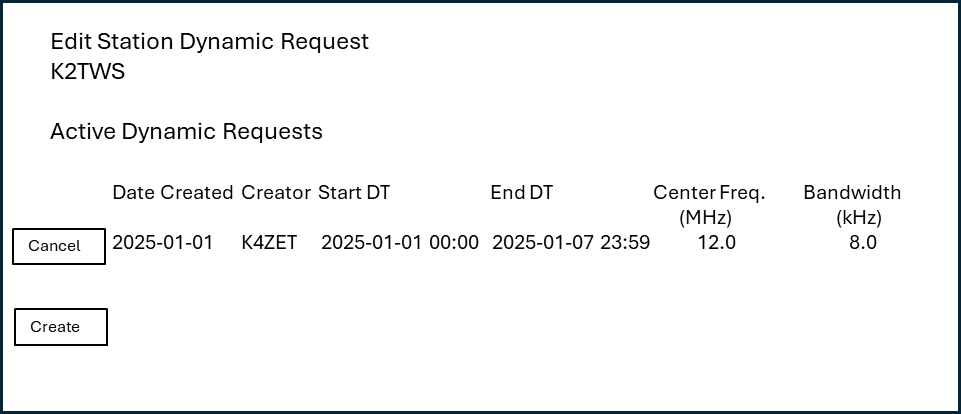 Edit Station Dynamic Request
K2TWS
Active Dynamic Requests
Date Created Creator Start DT End DT Center Freq. (MHz) Bandwidth (kHz)
Cancel 2025-01-01 K4ZET 2025-01-01 00:00 2025-01-07 23:59 12.0 8.0
Create